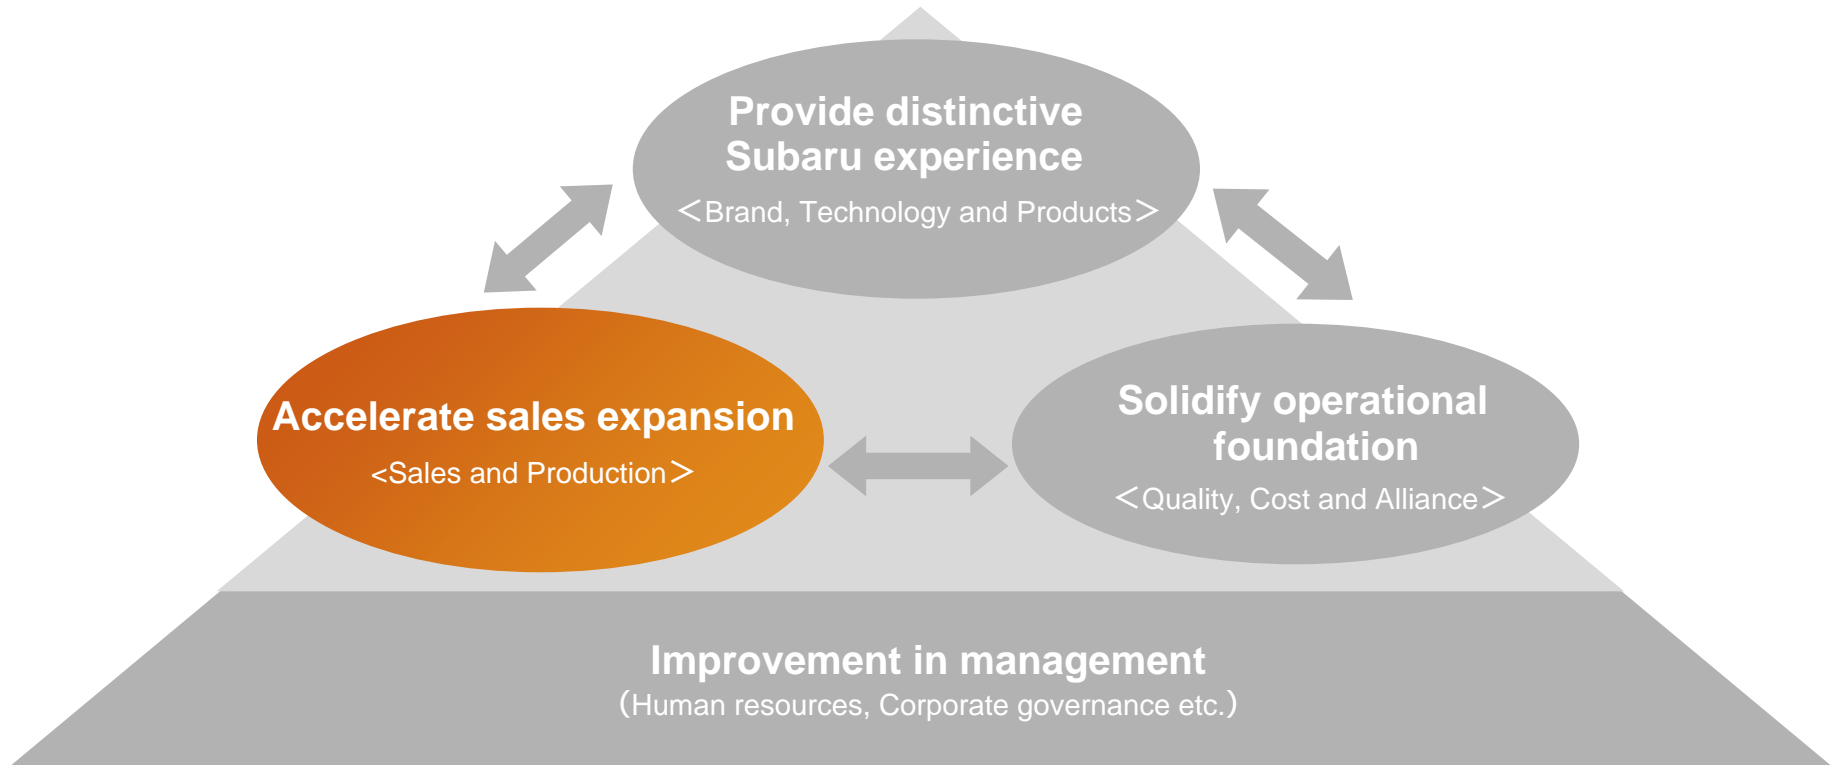 Provide distinctive
Subaru experience
＜Brand, Technology and Products＞
Accelerate sales expansion
<Sales and Production＞
Solidify operational
foundation
＜Quality, Cost and Alliance＞
Improvement in management
（Human resources, Corporate governance etc.）